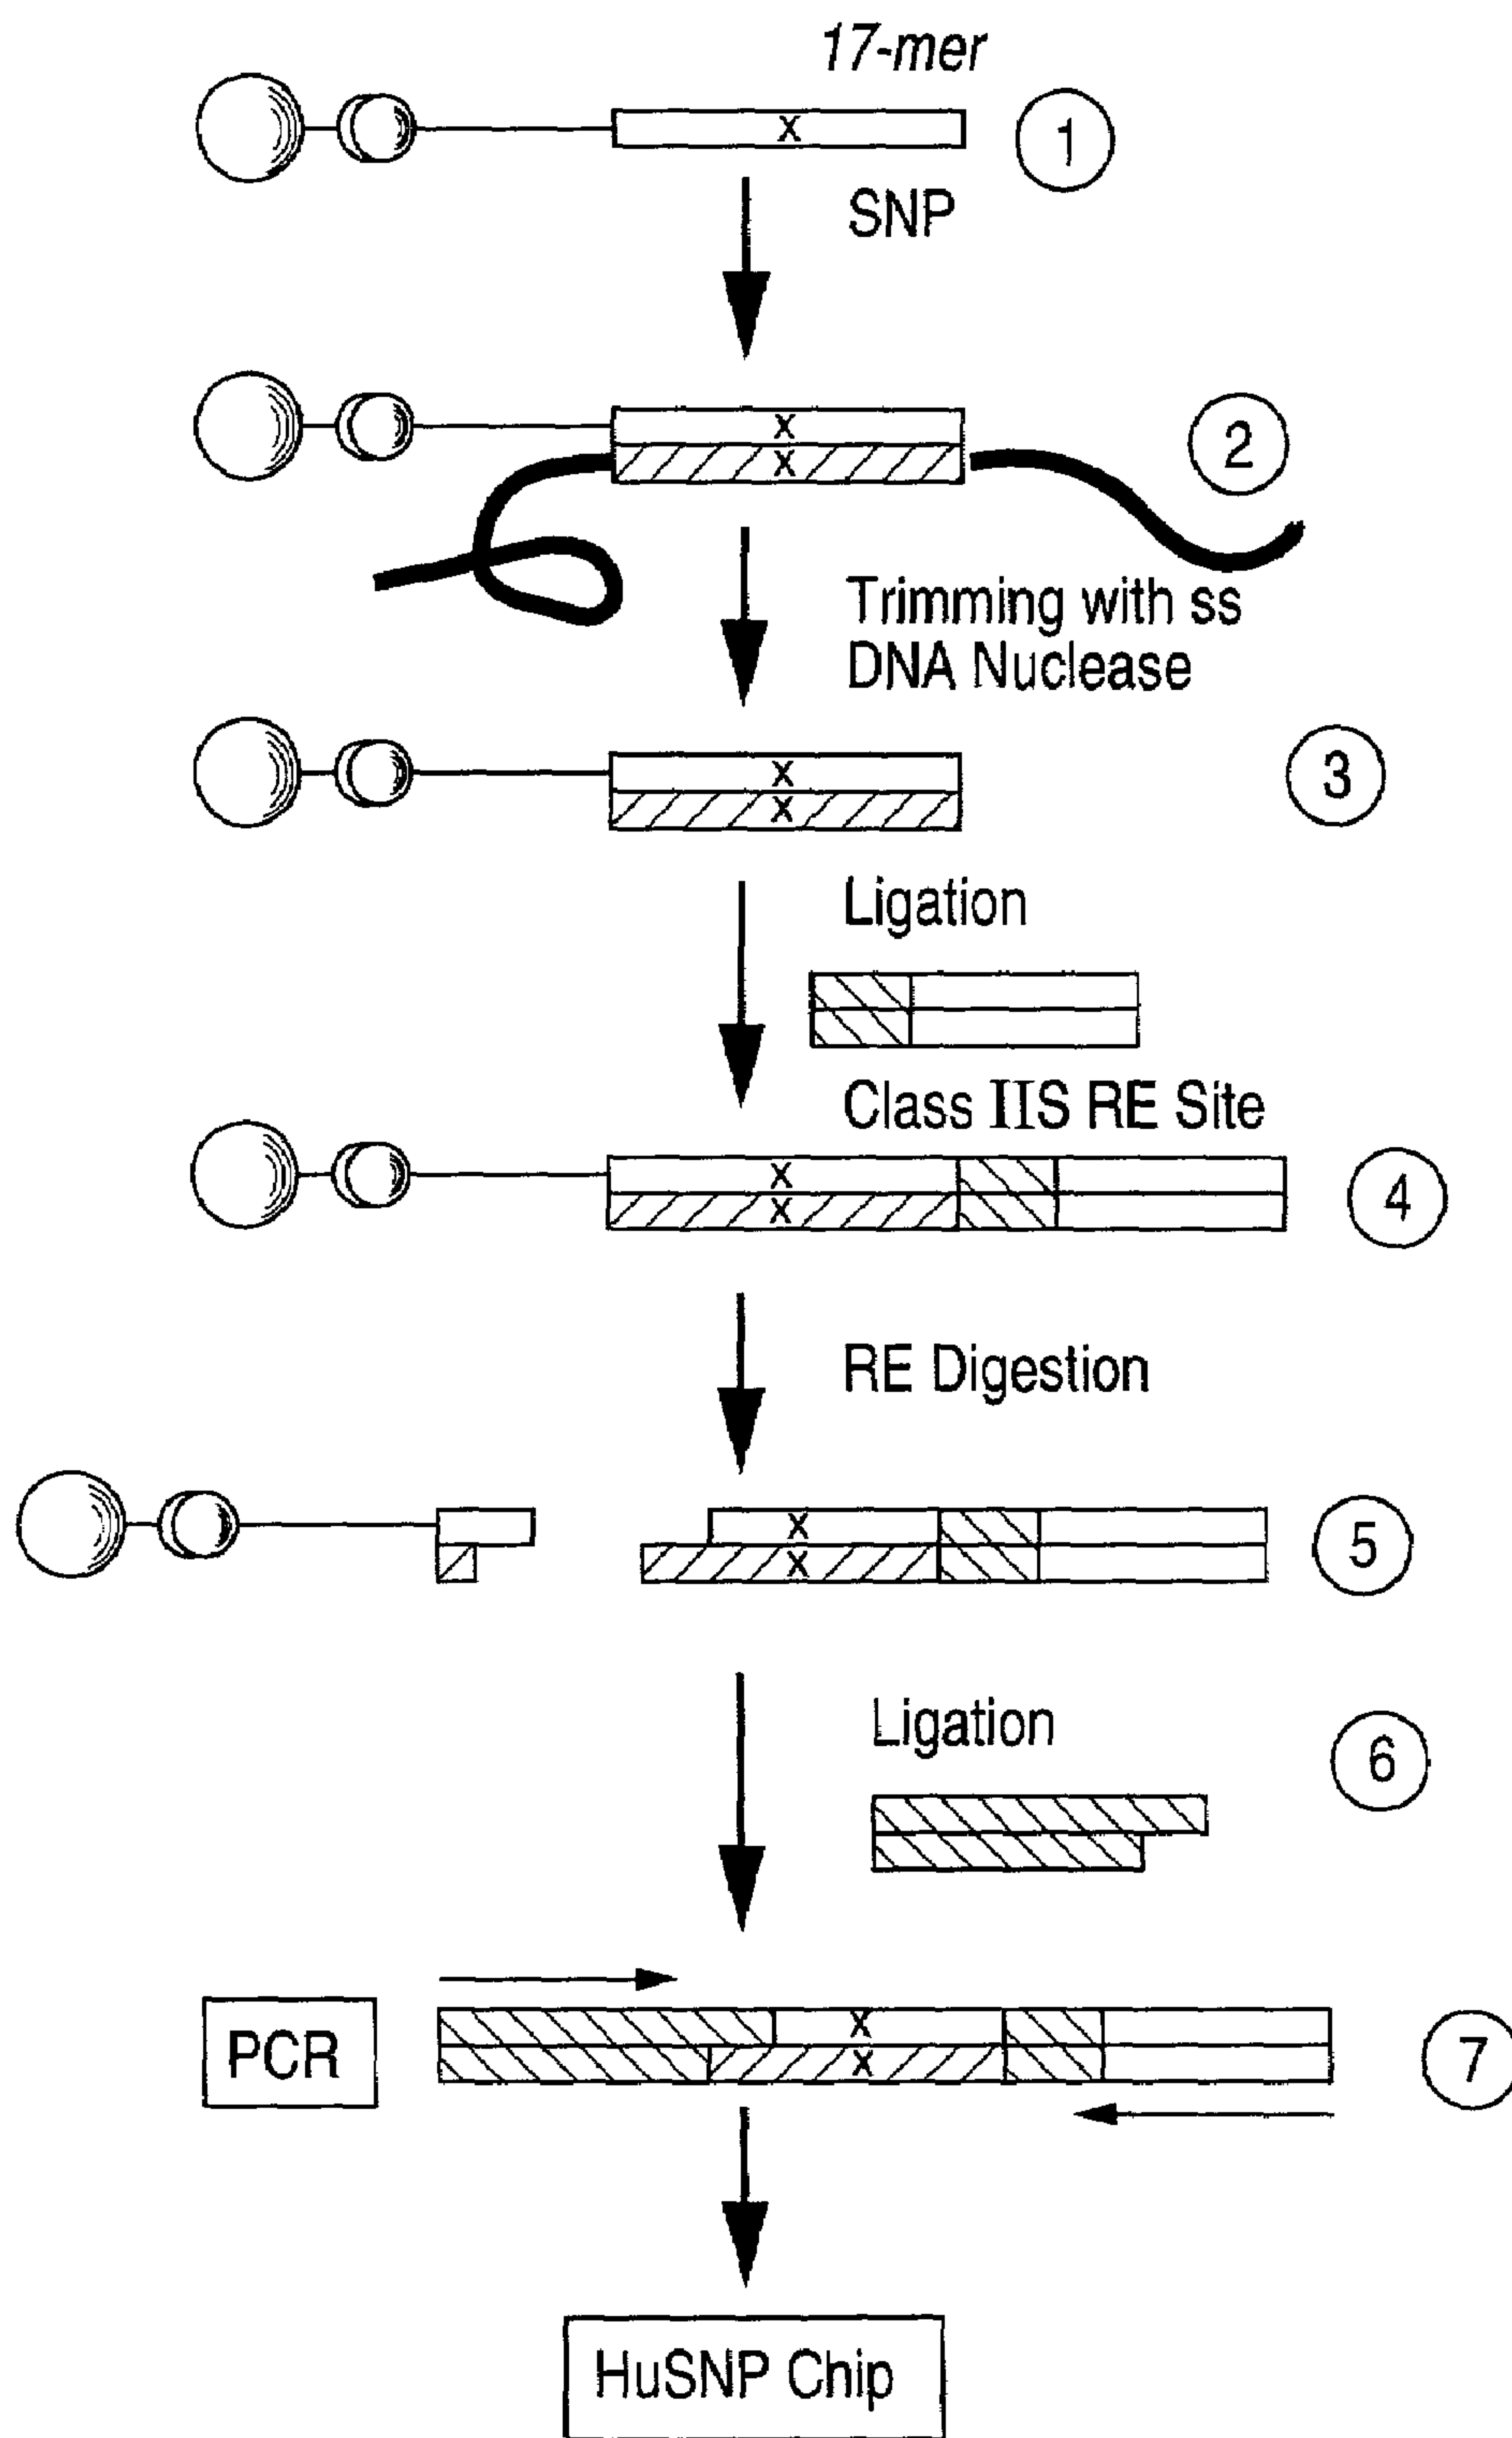 17-mer
X
1
SNP
X
X
2
Trimming with ss
DNA Nuclease
X
X
3
Ligation
Class IIS RE Site
X
X
4
RE Digestion
X
X
5
Ligation
6
X
X
PCR
7
HuSNP Chip